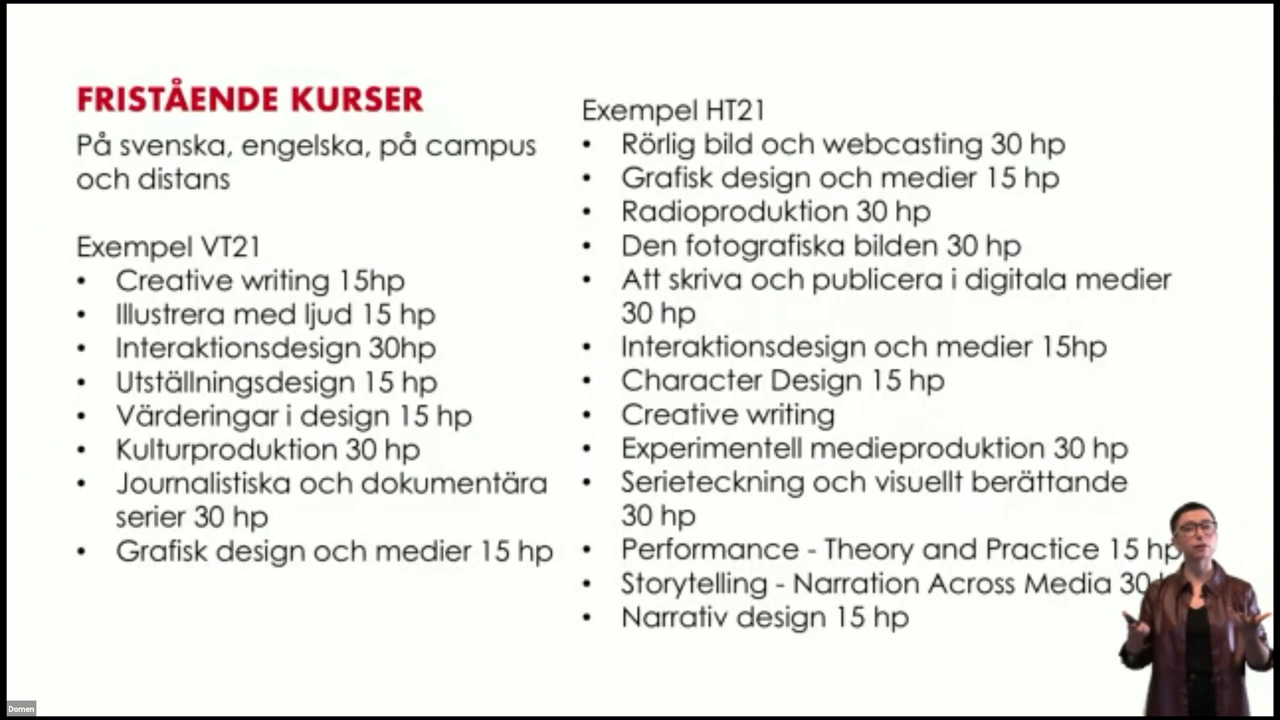 FRISTÅENDE KURSER
På svenska, engelska, på campus
och distans
Exempel VT21
• Creative writing 15hp
• Illustrera med ljud 15 hp
• Interaktionsdesign 30hp
• Utställningsdesign 15 hp
• Värderingar i design 15 hp
• Kulturproduktion 30 hp
• Journalistiska och dokumentära
serier 30 hp
• Grafisk design och medier 15 hp
Exempel HT21
• Rörlig bild och webcasting 30 hp
• Grafisk design och medier 15 hp
• Radioproduktion 30 hp
• Den fotografiska bilden 30 hp
• Att skriva och publicera i digitala medier
30 hp
• Interaktionsdesign och medier 15hp
• Character Design 15 hp
• Creative writing
• Experimentell medieproduktion 30 hp
• Serieteckning och visuellt berättande
30 hp
• Performance - Theory and Practice 15 hp
• Storytelling - Narration Across Media 30
• Narrativ design 15 hp
Domen